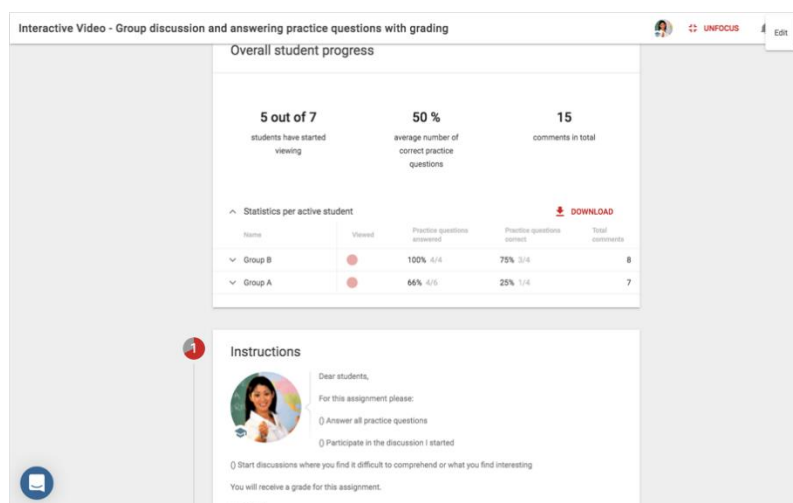 Interactive Video - Group discussion and answering practice questions with grading
UNFOCUS
Edit
Overall student progress
5 out of 7
students have started
viewing
50 %
average number of
correct practice
questions
15
comments in total
Statistics per active student
DOWNLOAD
Name Viewed Practice questions answered Practice questions correct Total comments
Group B 100% 4/4 75% 3/4 8
Group A 66% 4/6 25% 1/4 7
1
Instructions
Dear students,
For this assignment please:
() Answer all practice questions
() Participate in the discussion I started
() Start discussions where you find it difficult to comprehend or what you find interesting
You will receive a grade for this assignment.